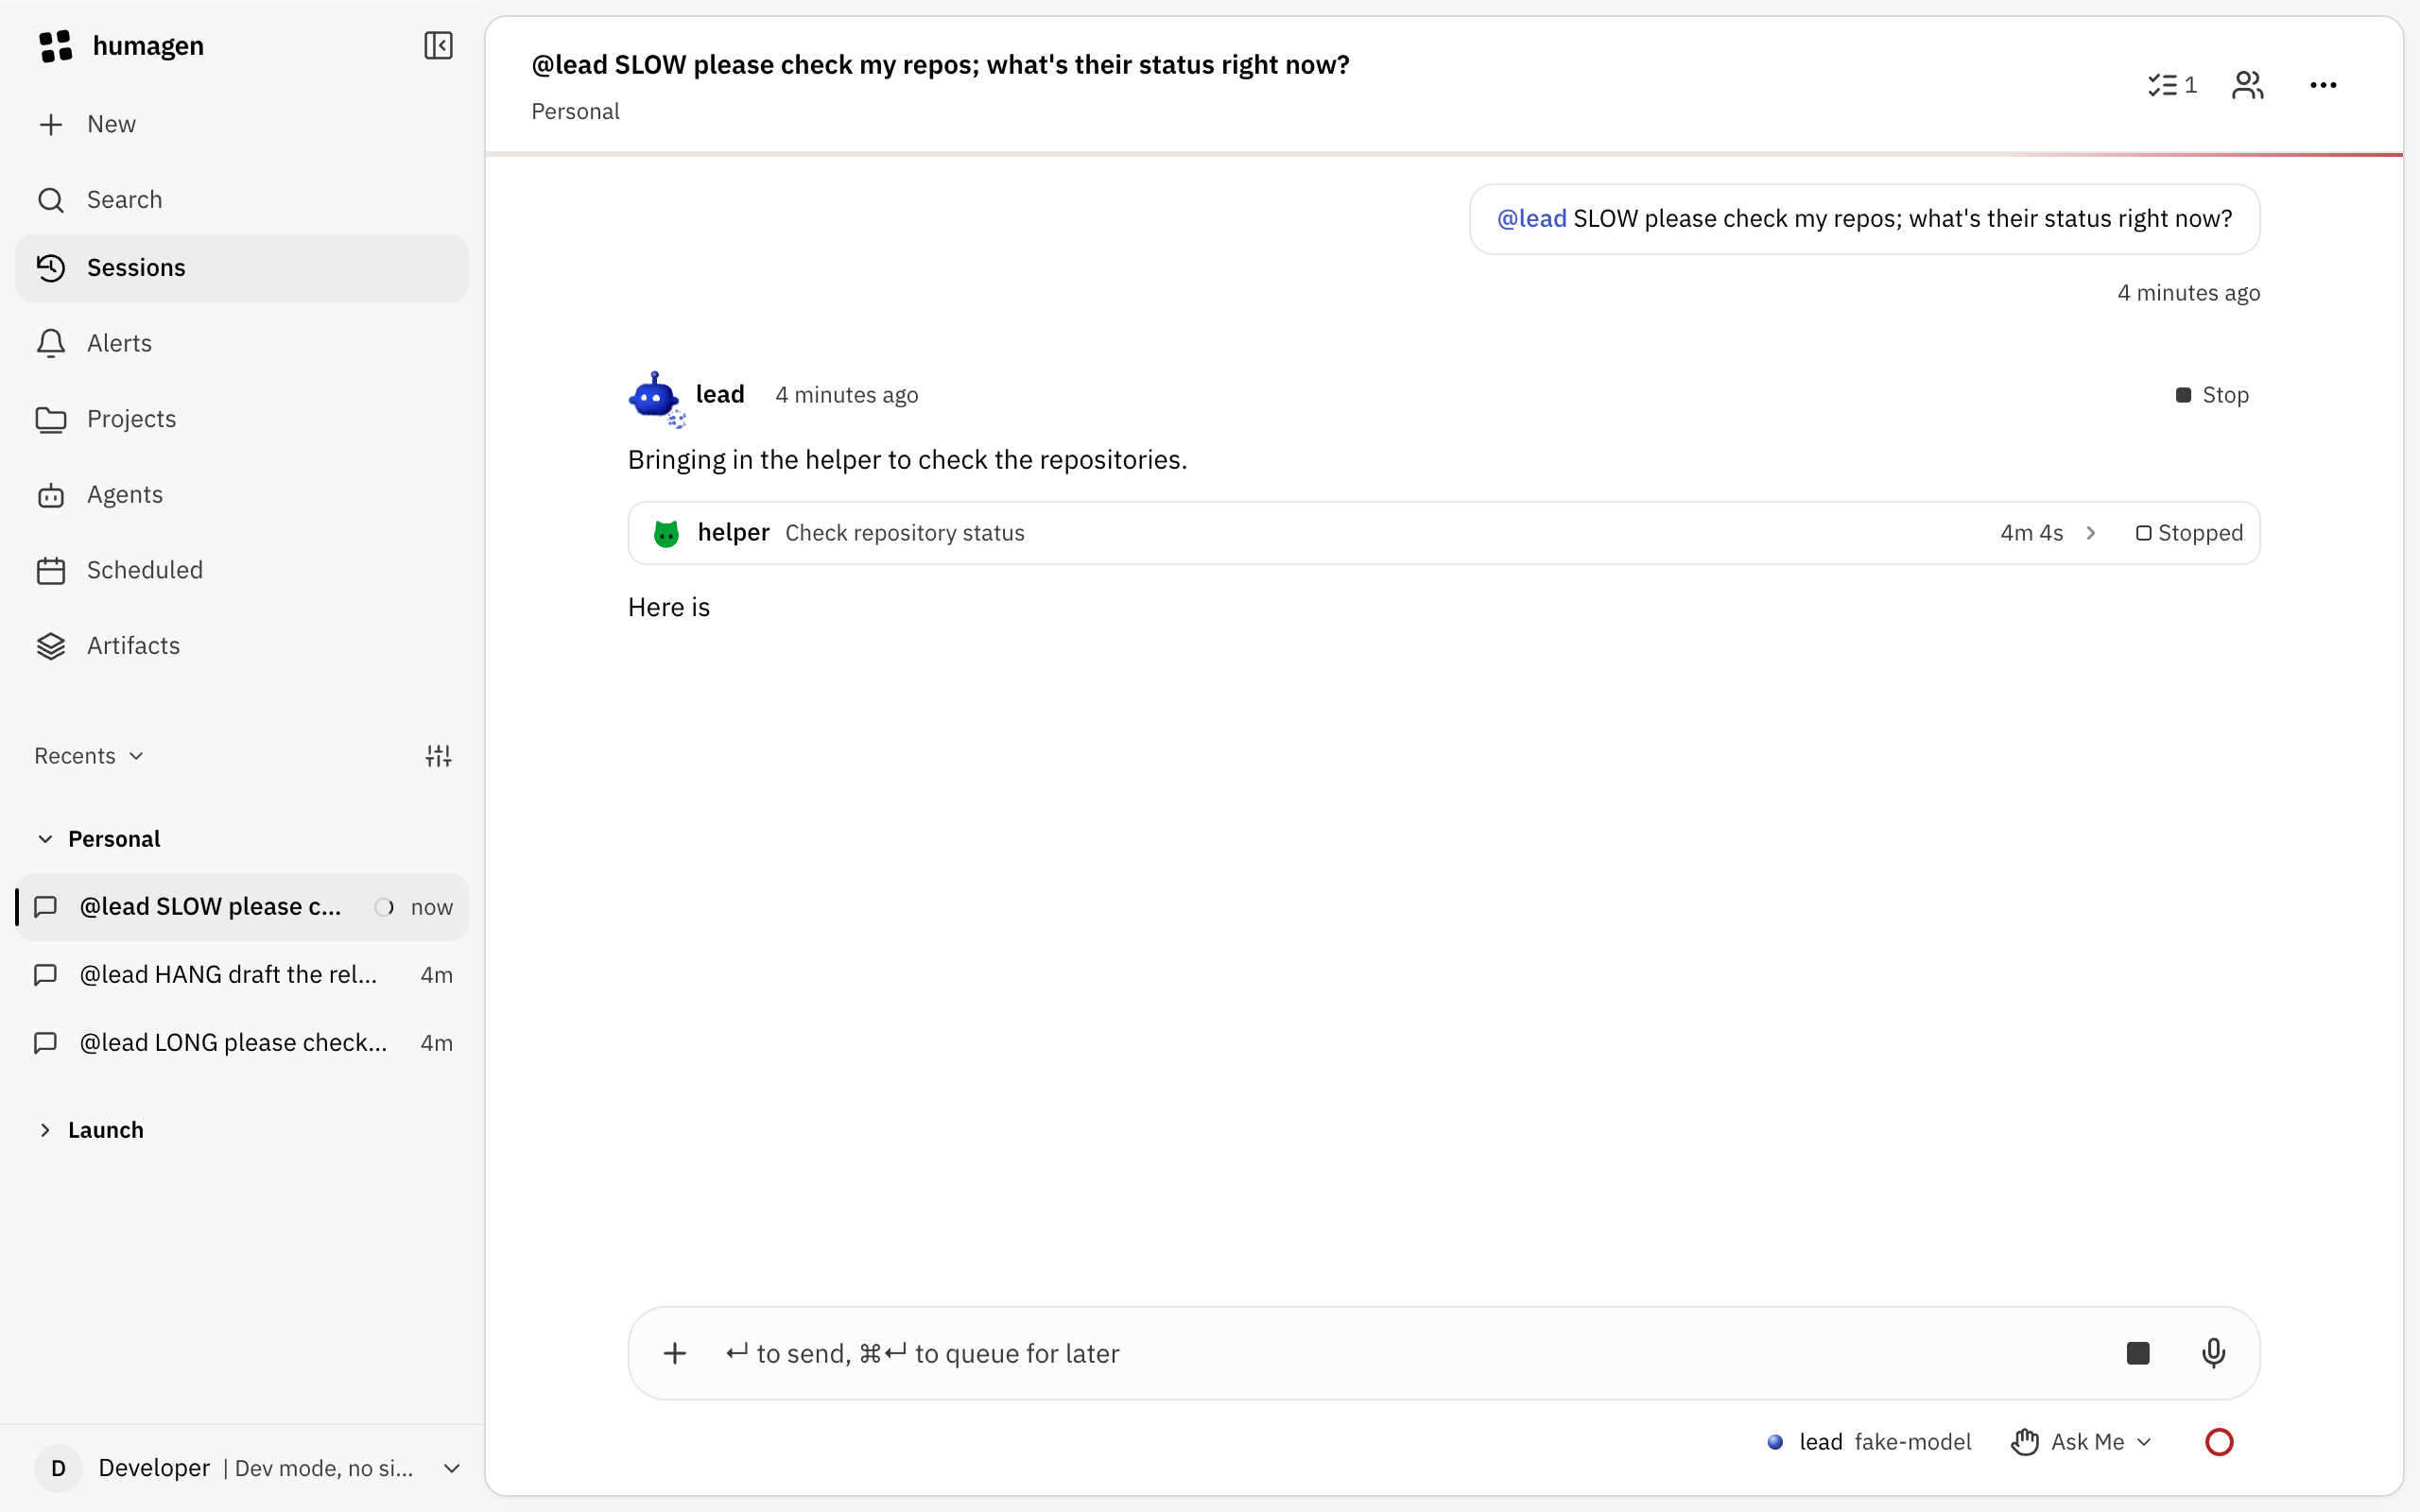 humagen
New
Search
Sessions
Alerts
Projects
Agents
Scheduled
Artifacts
Recents
Personal
@lead SLOW please c... now
@lead HANG draft the rel... 4m
@lead LONG please check... 4m
Launch
D Developer | Dev mode, no si...
@lead SLOW please check my repos; what's their status right now?
Personal
1
@lead SLOW please check my repos; what's their status right now?
4 minutes ago
lead 4 minutes ago Stop
Bringing in the helper to check the repositories.
helper Check repository status 4m 4s Stopped
Here is
↵ to send, ⌘↵ to queue for later
lead fake-model Ask Me